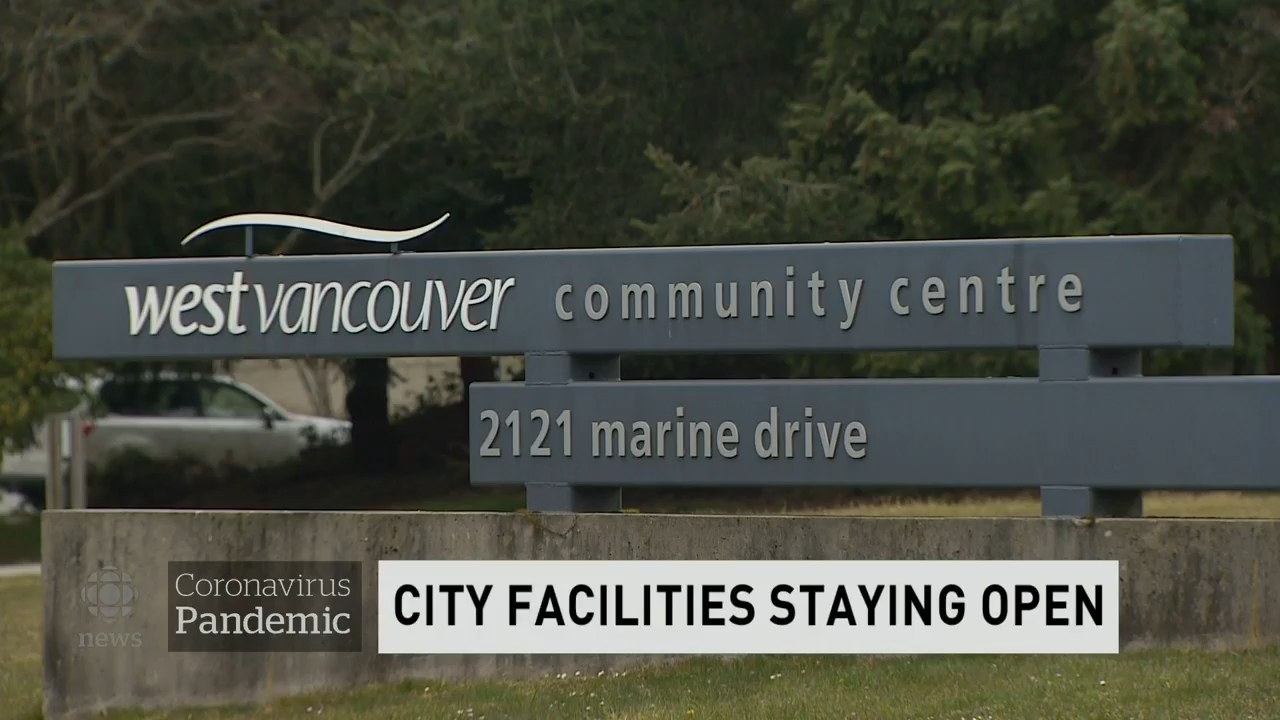 westvancouver community centre
2121 marine drive
news
Coronavirus
Pandemic
CITY FACILITIES STAYING OPEN